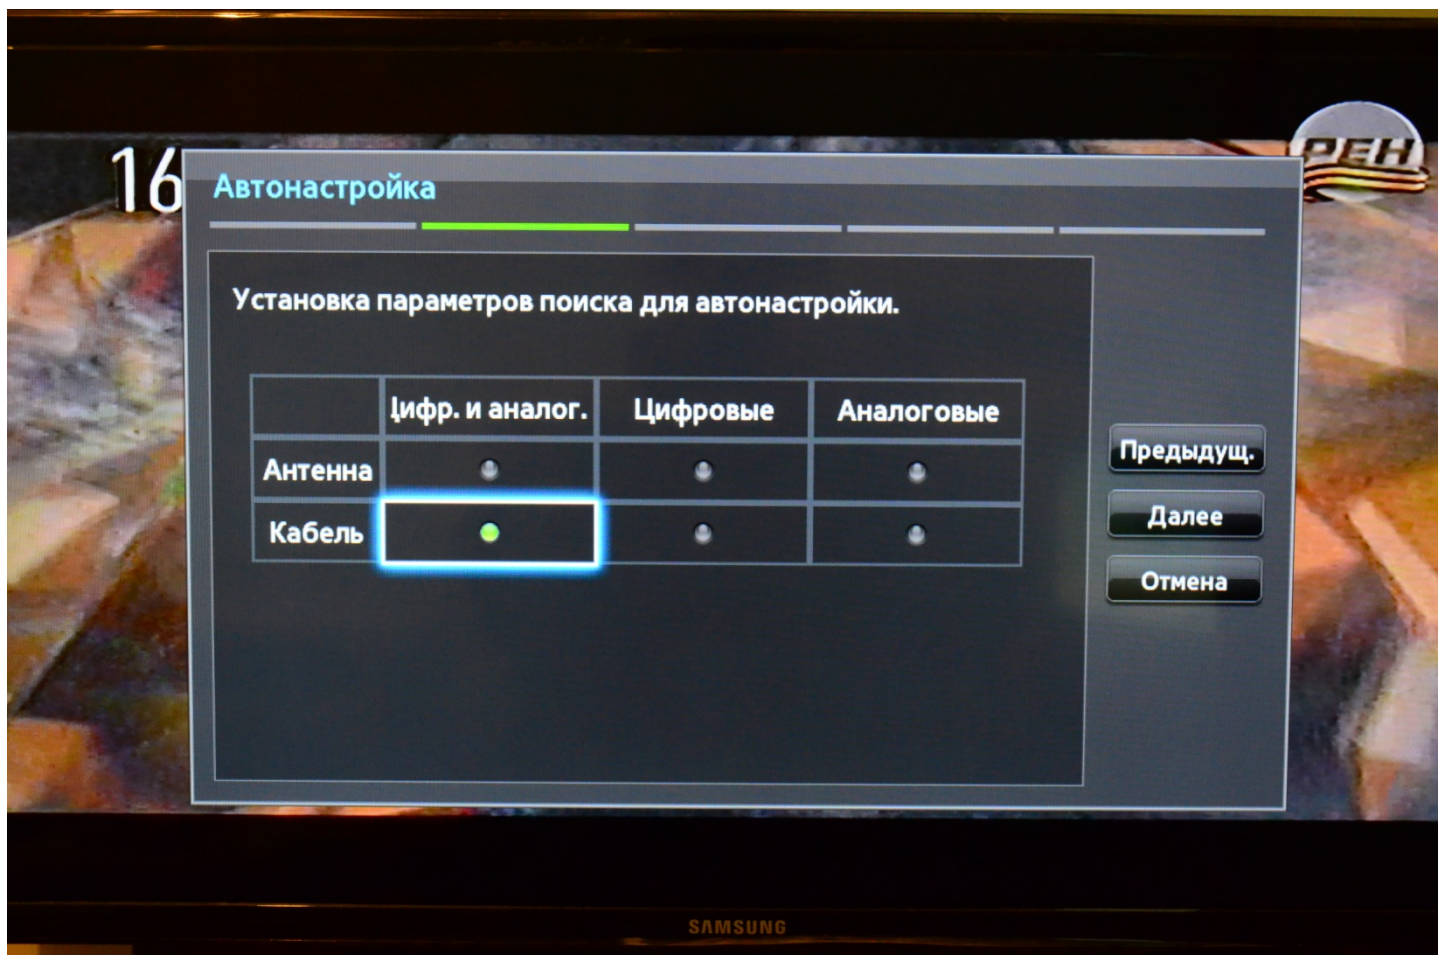 16
РЕН
Автонастройка
Установка параметров поиска для автонастройки.
Цифр. и аналог. Цифровые Аналоговые
Антенна
Кабель
Предыдущ.
Далее
Отмена
SAMSUNG